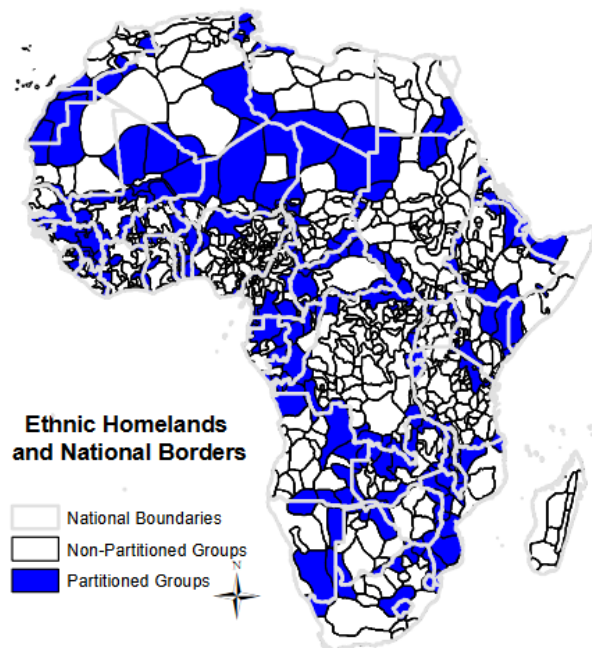 Ethnic Homelands
and National Borders
National Boundaries
Non-Partitioned Groups
Partitioned Groups
N